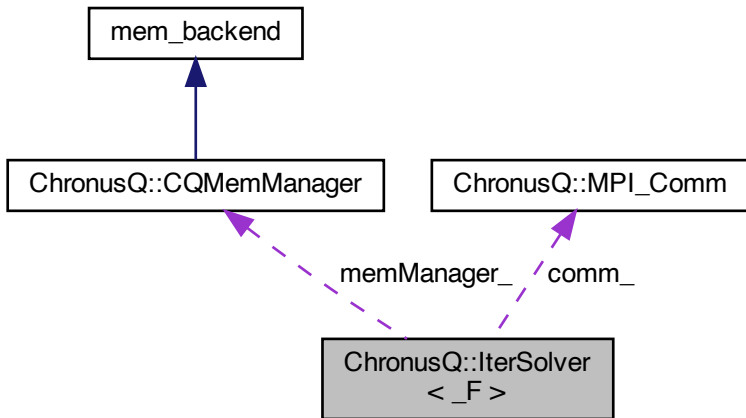 mem_backend
ChronusQ::CQMemManager
ChronusQ::MPI_Comm
memManager_
comm_
ChronusQ::IterSolver
< _F >